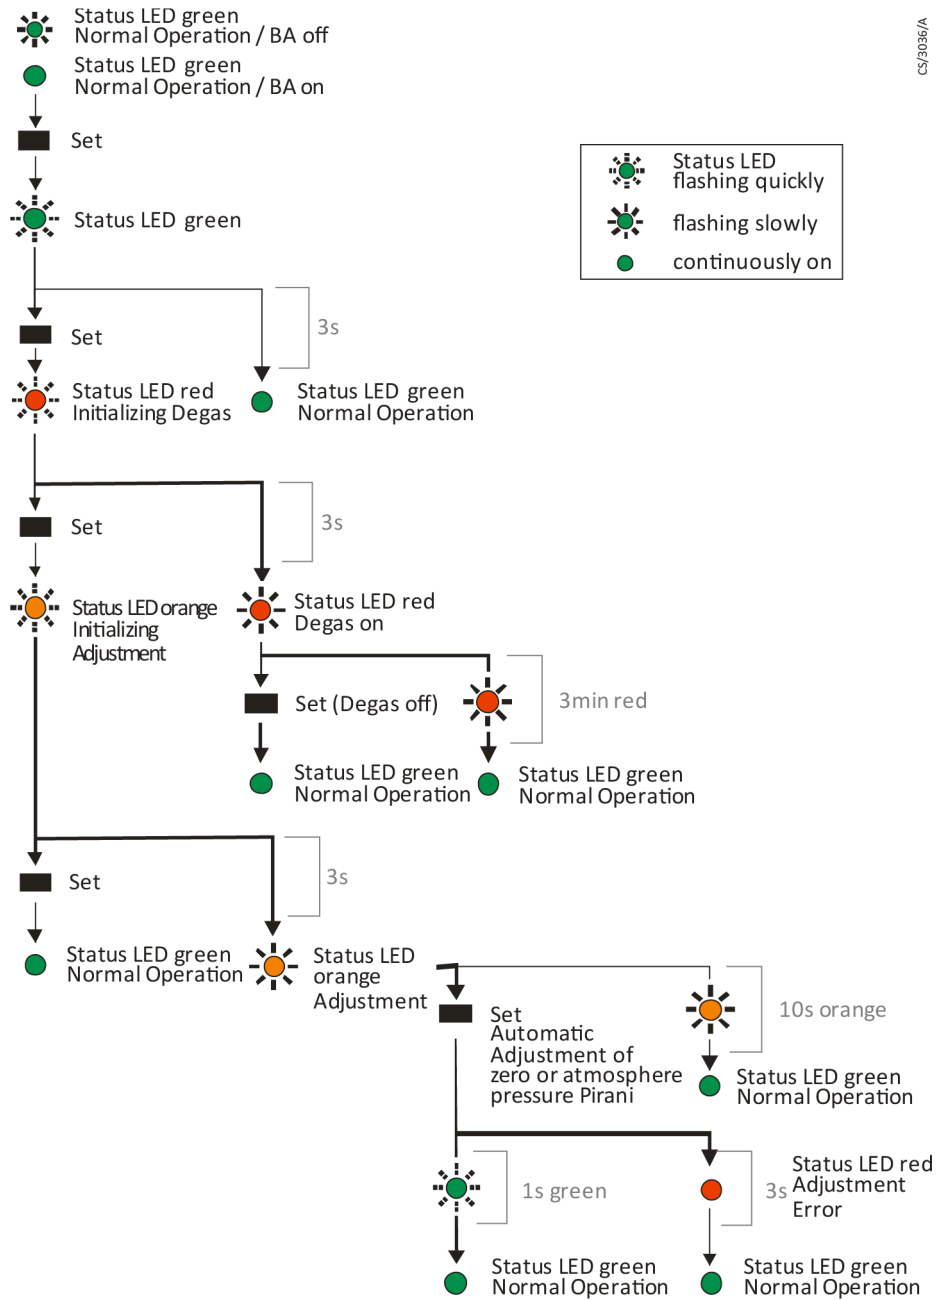 Status LED green
Normal Operation / BA off
CS/3036/A
Status LED green
Normal Operation / BA on
Set
Status LED
flashing quickly
flashing slowly
continuously on
Status LED green
3s
Set
Status LED red
Initializing Degas
Status LED green
Normal Operation
3s
Set
Status LED orange
Initializing
Adjustment
Status LED red
Degas on
Set (Degas off)
3min red
Status LED green
Normal Operation
Status LED green
Normal Operation
3s
Set
Status LED green
Normal Operation
Status LED
orange
Adjustment
Set
Automatic
Adjustment of
zero or atmosphere
pressure Pirani
10s orange
Status LED green
Normal Operation
1s green
3s
Status LED red
Adjustment
Error
Status LED green
Normal Operation
Status LED green
Normal Operation